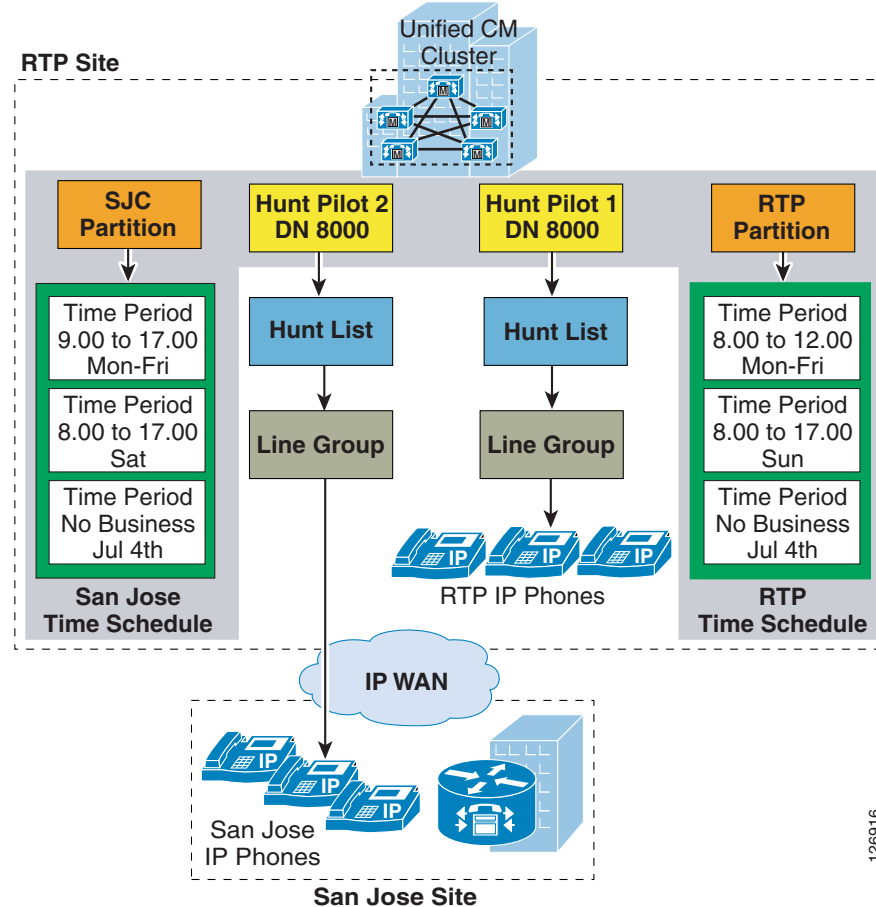 Unified CM
Cluster
RTP Site
M
M
M
M
M
SJC
Partition
Hunt Pilot 2
DN 8000
Hunt Pilot 1
DN 8000
RTP
Partition
Time Period
9.00 to 17.00
Mon-Fri
Time Period
8.00 to 17.00
Sat
Time Period
No Business
Jul 4th
San Jose
Time Schedule
Hunt List
Line Group
Hunt List
Line Group
IP
IP
IP
RTP IP Phones
Time Period
8.00 to 12.00
Mon-Fri
Time Period
8.00 to 17.00
Sun
Time Period
No Business
Jul 4th
RTP
Time Schedule
IP WAN
IP
IP
IP
San Jose
IP Phones
San Jose Site
126916